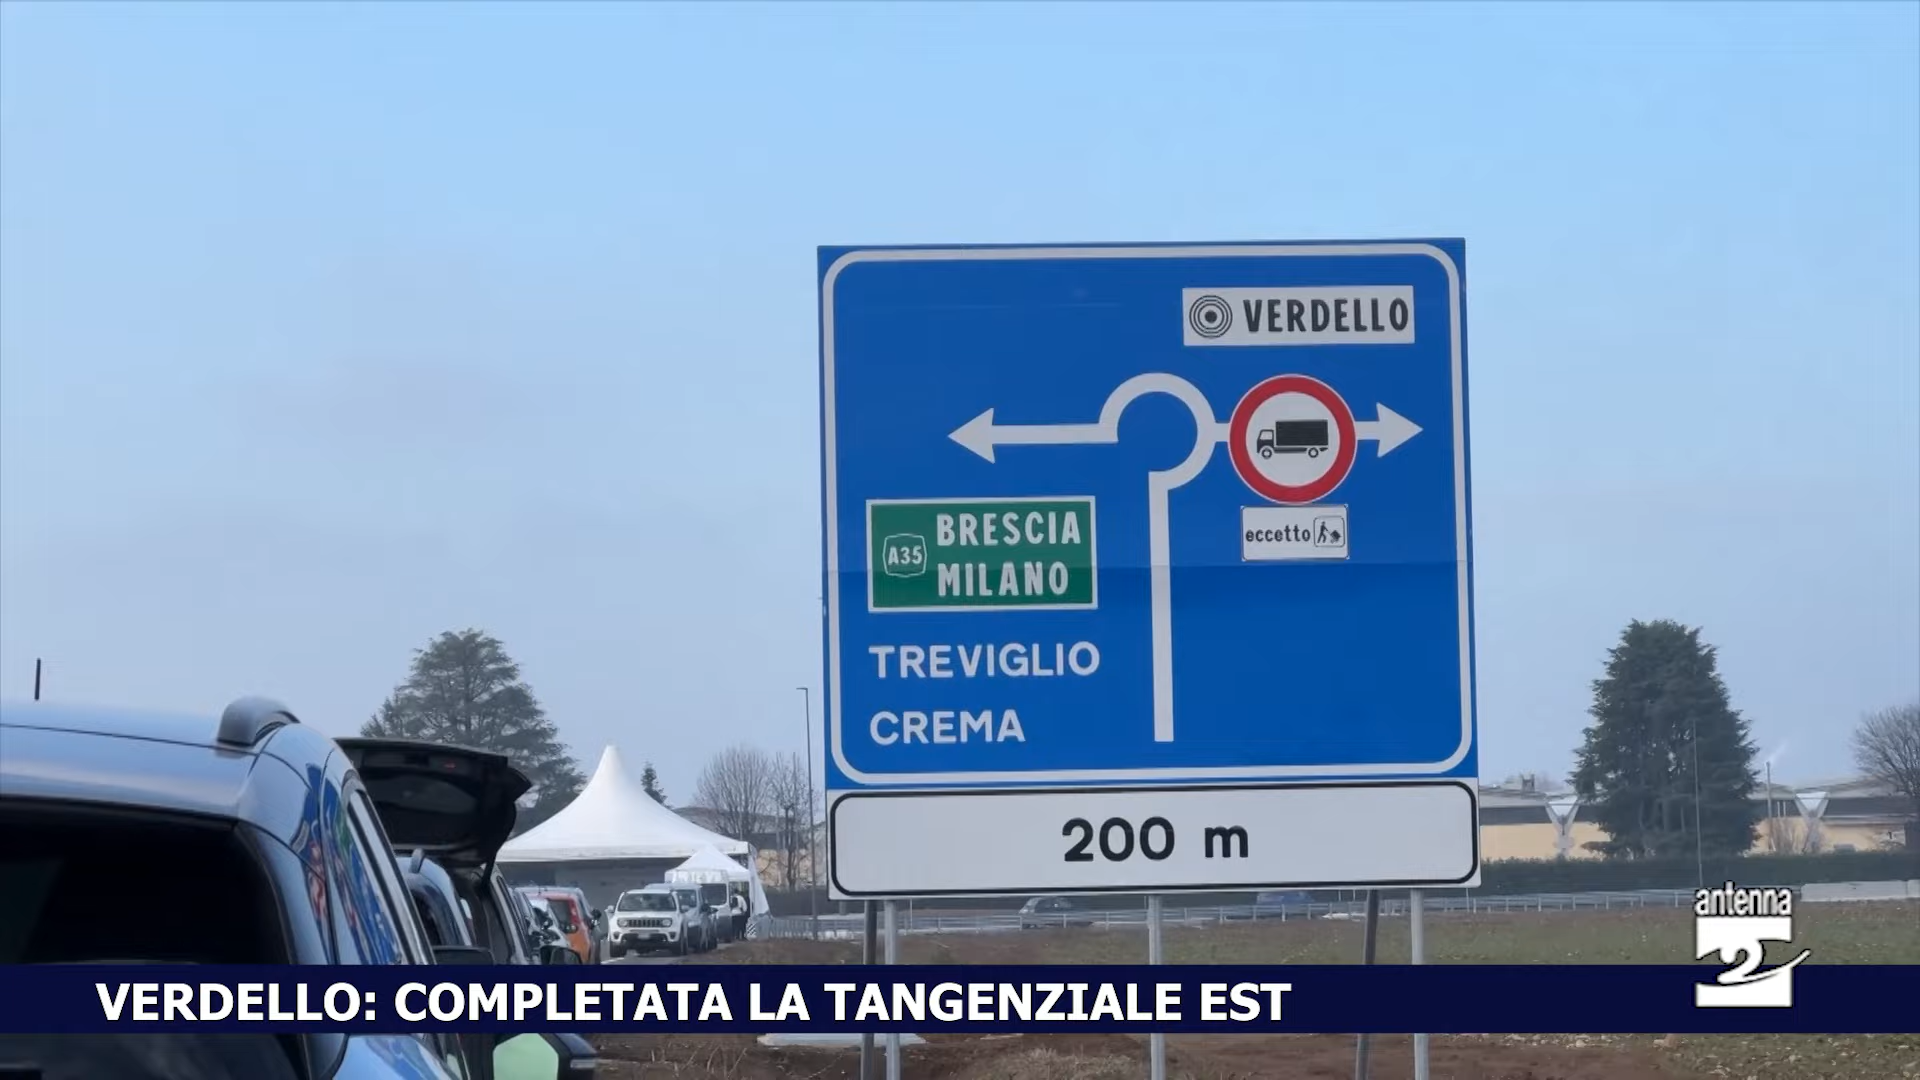 VERDELLO
eccetto
A35
BRESCIA
MILANO
TREVIGLIO
CREMA
200 m
antenna
2
VERDELLO: COMPLETATA LA TANGENZIALE EST